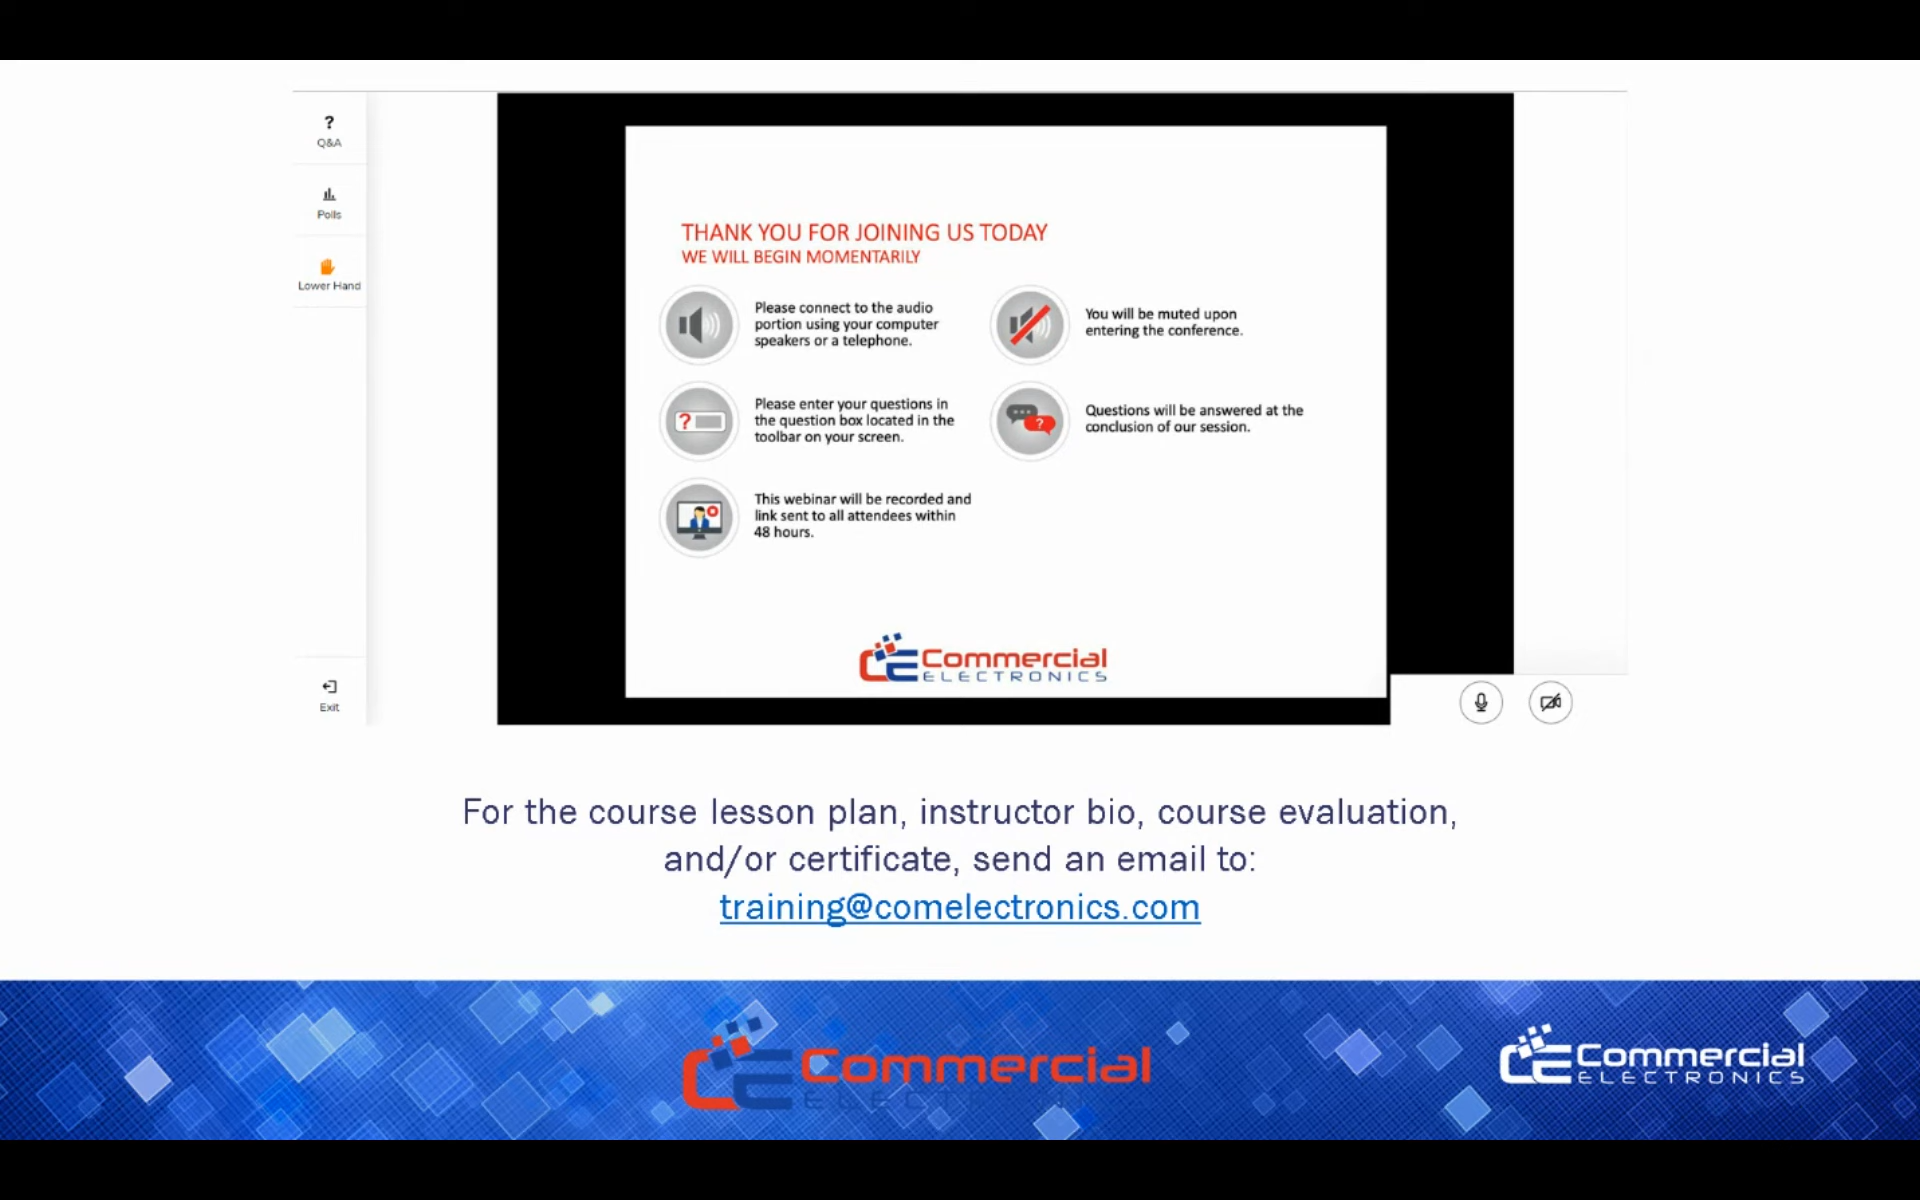 ?
Q&A
Polls
Lower Hand
Exit
THANK YOU FOR JOINING US TODAY
WE WILL BEGIN MOMENTARILY
Please connect to the audio
portion using your computer
speakers or a telephone.
You will be muted upon
entering the conference.
?
Please enter your questions in
the question box located in the
toolbar on your screen.
?
Questions will be answered at the
conclusion of our session.
This webinar will be recorded and
link sent to all attendees within
48 hours.
CE Commercial
ELECTRONICS
For the course lesson plan, instructor bio, course evaluation,
and/or certificate, send an email to:
training@comelectronics.com
CE Commercial
ELECTRONICS
CE Commercial
ELECTRONICS